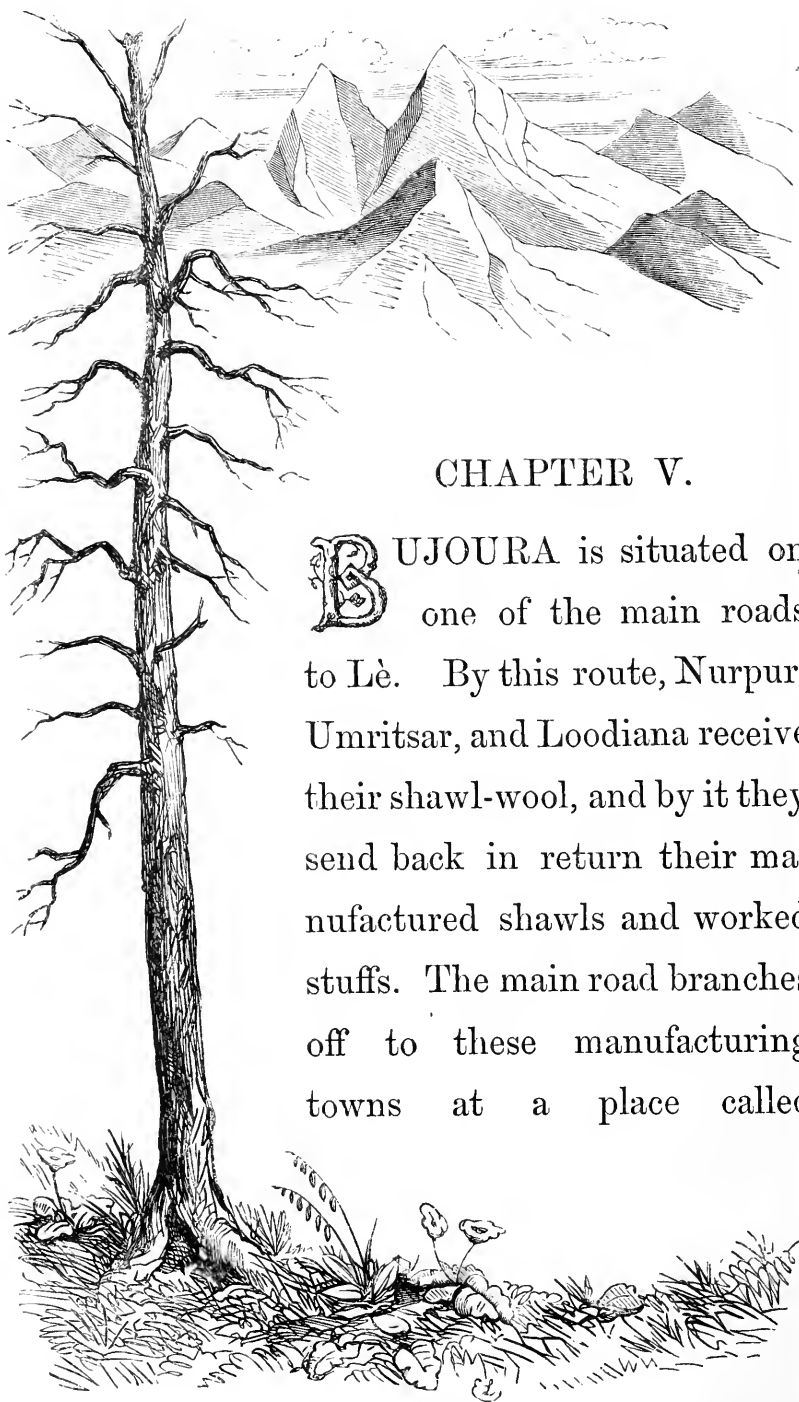 CHAPTER V.
BUJOURA is situated on
one of the main roads
to Lè. By this route, Nurpur
Umritsar, and Loodiana receive
their shawl-wool, and by it they
send back in return their ma-
nufactured shawls and worked
stuffs. The main road branches
off to these manufacturing
towns at a place called